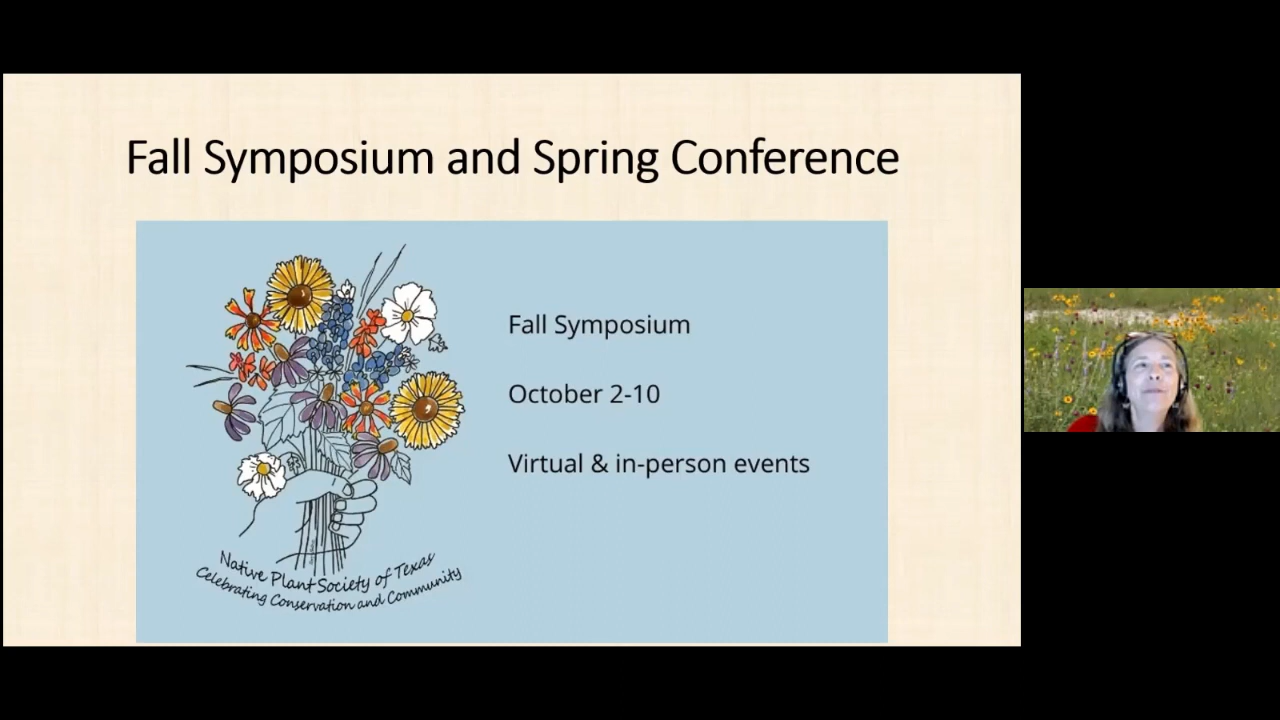 Fall Symposium and Spring Conference
Fall Symposium
October 2-10
Virtual & in-person events
Native Plant Society of Texas
Celebrating Conservation and Community